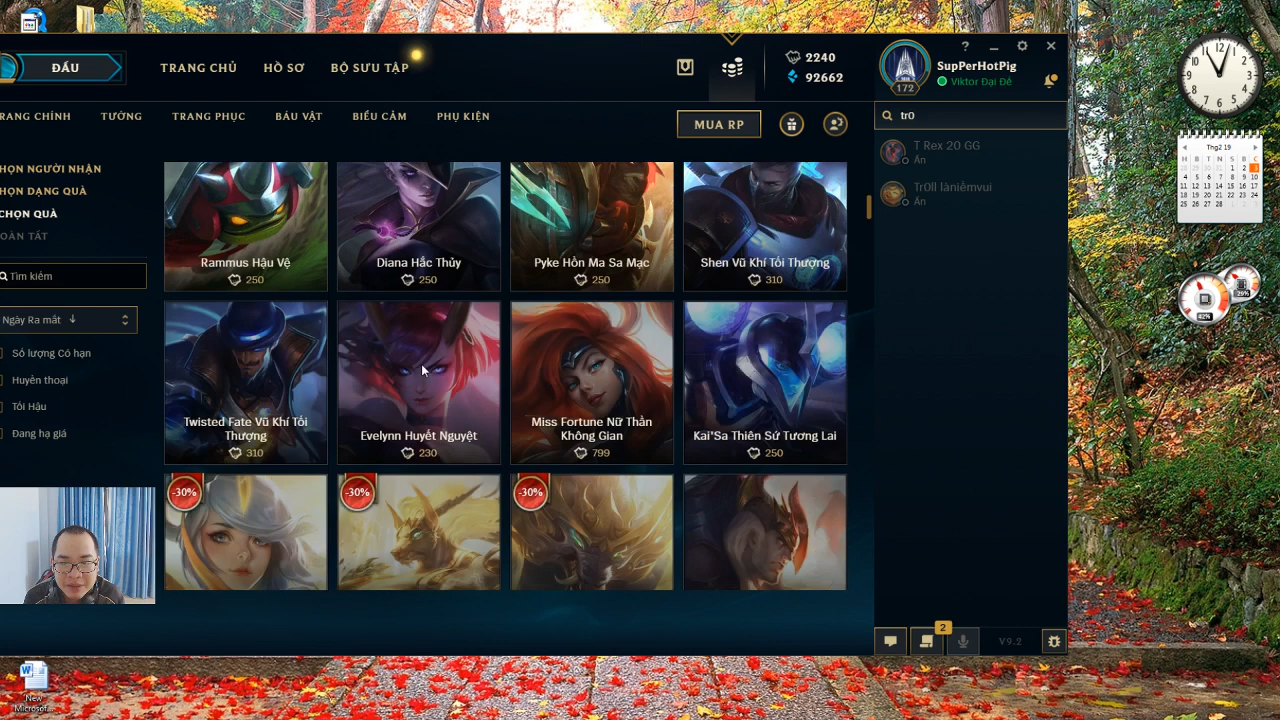 ĐẤU
TRANG CHỦ
HỒ SƠ
BỘ SƯU TẬP
2240
92662
172
?
SupPerHotPig
Viktor Đại Đế
RANG CHÍNH
TƯỚNG
TRANG PHỤC
BÁU VẬT
BIỂU CẢM
PHỤ KIỆN
MUA RP
tr0
T Rex 20 GG
Ẩn
Tr0ll lànìềmvui
Ẩn
HỌN NGƯỜI NHẬN
HỌN DẠNG QUÀ
CHỌN QUÀ
OÀN TẤT
Tìm kiếm
Ngày Ra mắt
Số lượng Có hạn
Huyền thoại
Tối Hậu
Đang hạ giá
Rammus Hậu Vệ
250
Diana Hắc Thủy
250
Pyke Hồn Ma Sa Mạc
250
Shen Vũ Khí Tối Thượng
310
Twisted Fate Vũ Khí Tối
Thượng
310
Evelynn Huyết Nguyệt
230
Miss Fortune Nữ Thần
Không Gian
799
Kai'Sa Thiên Sứ Tương Lai
250
-30%
-30%
-30%
2
V9.2
Thg2 19
New
Microsof...